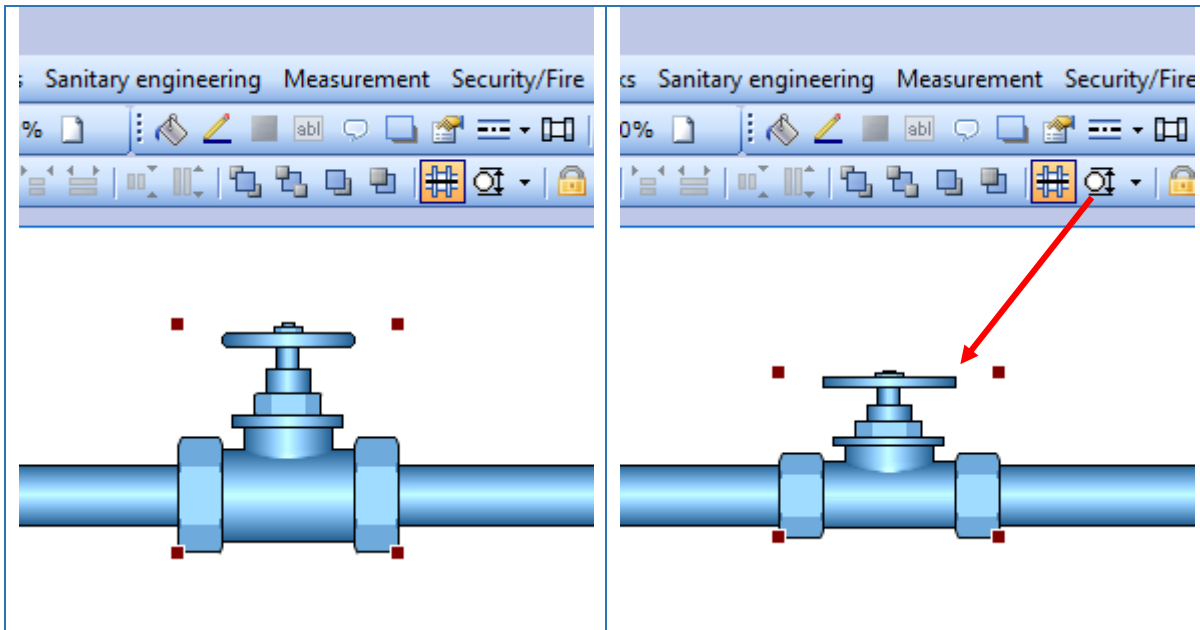 s Sanitary engineering Measurement Security/Fire
%
abl
ks Sanitary engineering Measurement Security/Fire
0%
abl